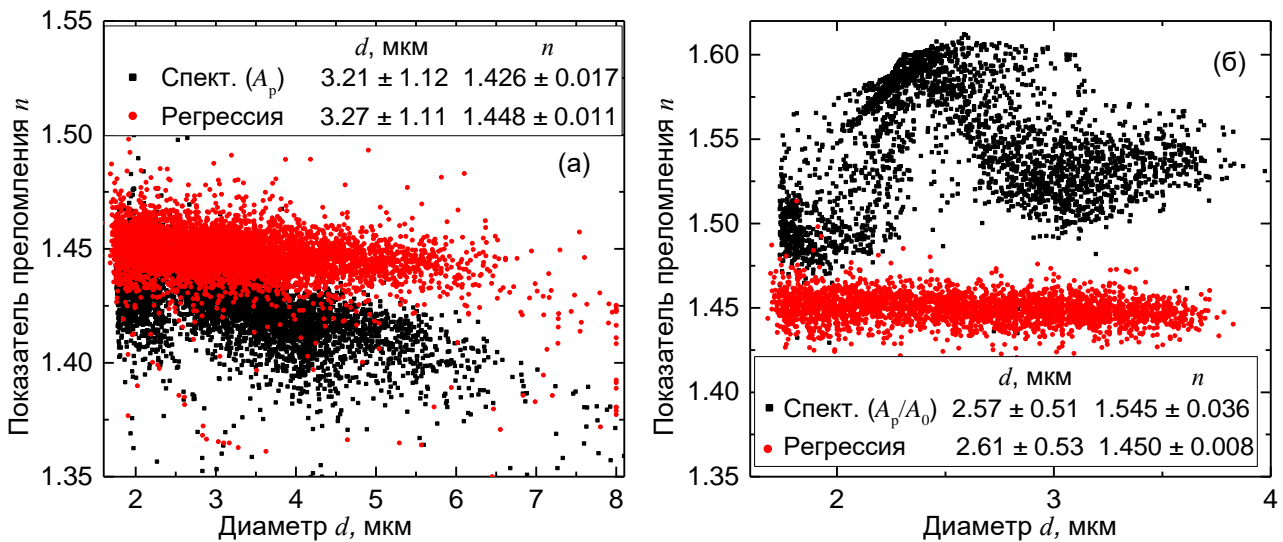 1.55
1.50
1.45
1.40
1.35
Показатель преломления n
d, мкм n
Спект. (Aₚ) 3.21 ± 1.12 1.426 ± 0.017
Регрессия 3.27 ± 1.11 1.448 ± 0.011
(а)
2 3 4 5 6 7 8
Диаметр d, мкм
1.60
1.55
1.50
1.45
1.40
1.35
Показатель преломления n
(б)
d, мкм n
Спект. (Aₚ/A₀) 2.57 ± 0.51 1.545 ± 0.036
Регрессия 2.61 ± 0.53 1.450 ± 0.008
2 3 4
Диаметр d, мкм